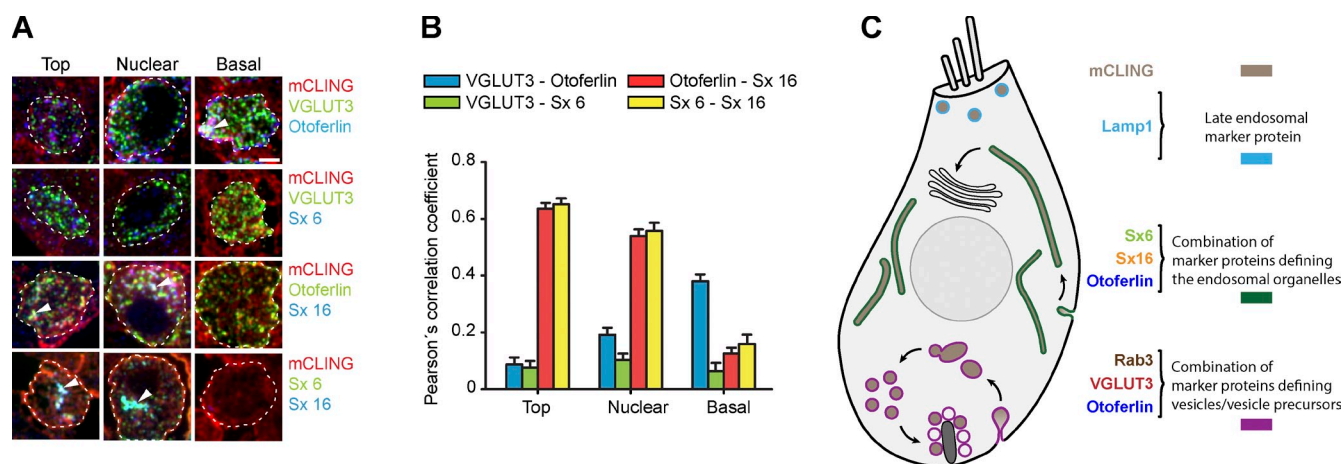 A
Top Nuclear Basal
mCLING
VGLUT3
Otoferlin
mCLING
VGLUT3
Sx 6
mCLING
Otoferlin
Sx 16
mCLING
Sx 6
Sx 16
B
VGLUT3 - Otoferlin
Otoferlin - Sx 16
VGLUT3 - Sx 6
Sx 6 - Sx 16
Pearson´s correlation coefficient
0.8
0.6
0.4
0.2
0
Top Nuclear Basal
C
mCLING
Lamp1
Late endosomal
marker protein
Sx6
Sx16
Otoferlin
Combination of
marker proteins defining
the endosomal organelles
Rab3
VGLUT3
Otoferlin
Combination of
marker proteins defining
vesicles/vesicle precursors